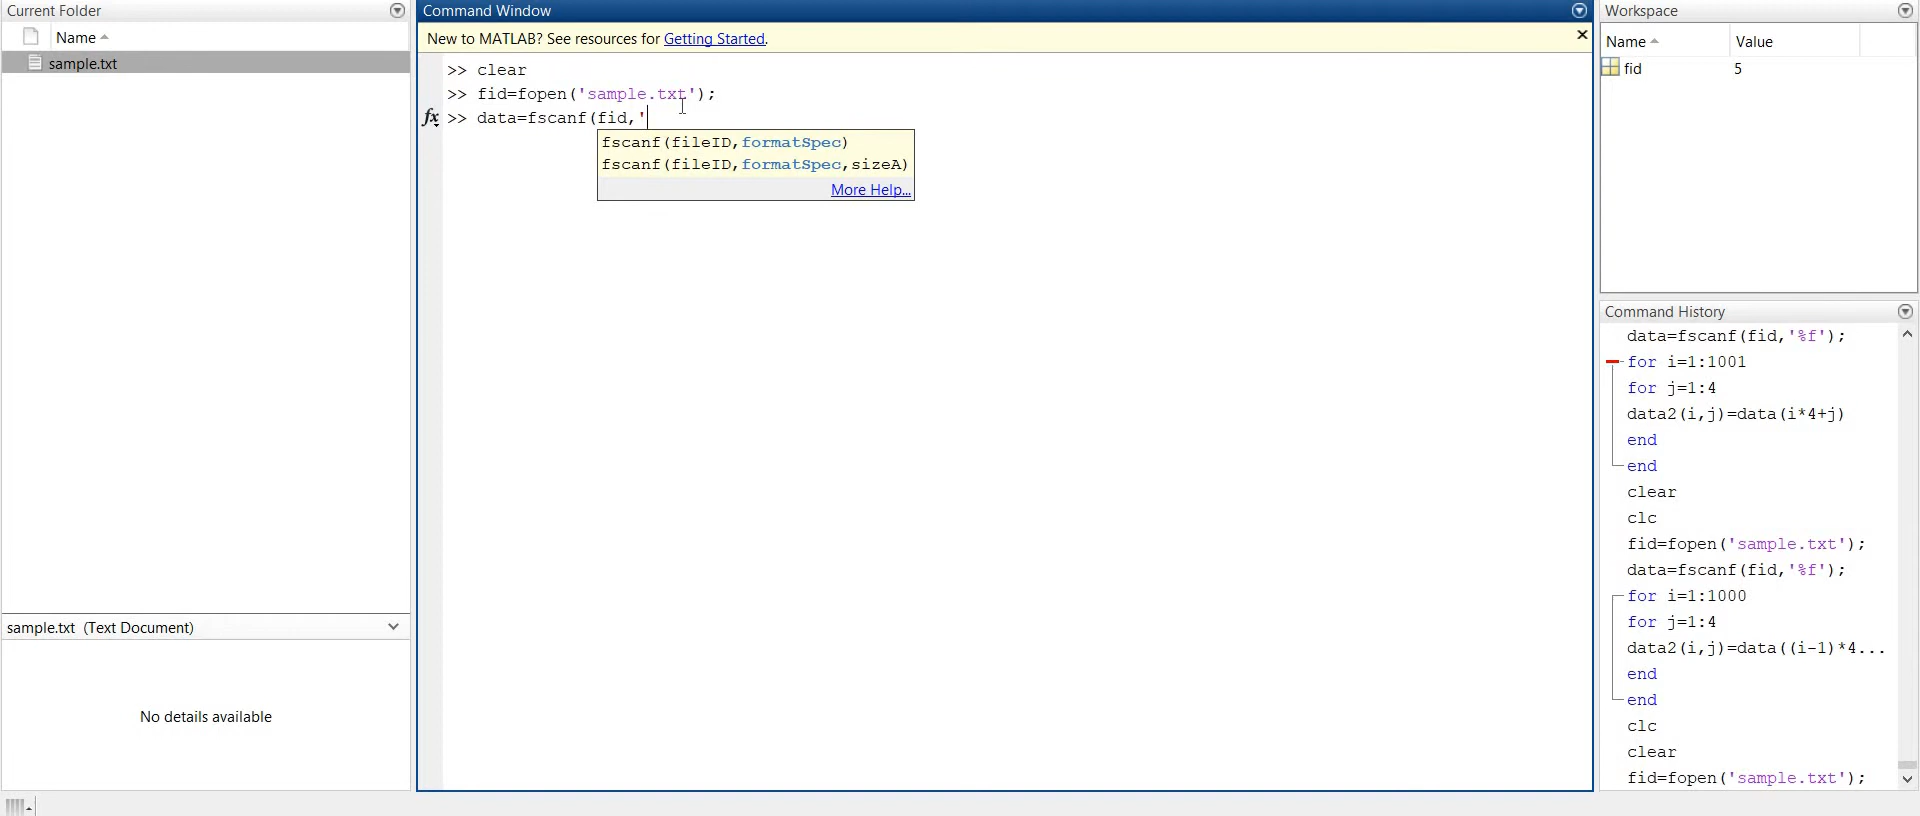 Current Folder
Name
sample.txt
sample.txt (Text Document)
No details available
Command Window
New to MATLAB? See resources for Getting Started.
>> clear
>> fid=fopen('sample.txt');
fx >> data=fscanf(fid,'
fscanf(fileID,formatSpec)
fscanf(fileID,formatSpec,sizeA)
More Help...
Workspace
Name Value
fid 5
Command History
data=fscanf(fid,'%f');
for i=1:1001
for j=1:4
data2(i,j)=data(i*4+j)
end
end
clear
clc
fid=fopen('sample.txt');
data=fscanf(fid,'%f');
for i=1:1000
for j=1:4
data2(i,j)=data((i-1)*4...
end
end
clc
clear
fid=fopen('sample.txt');